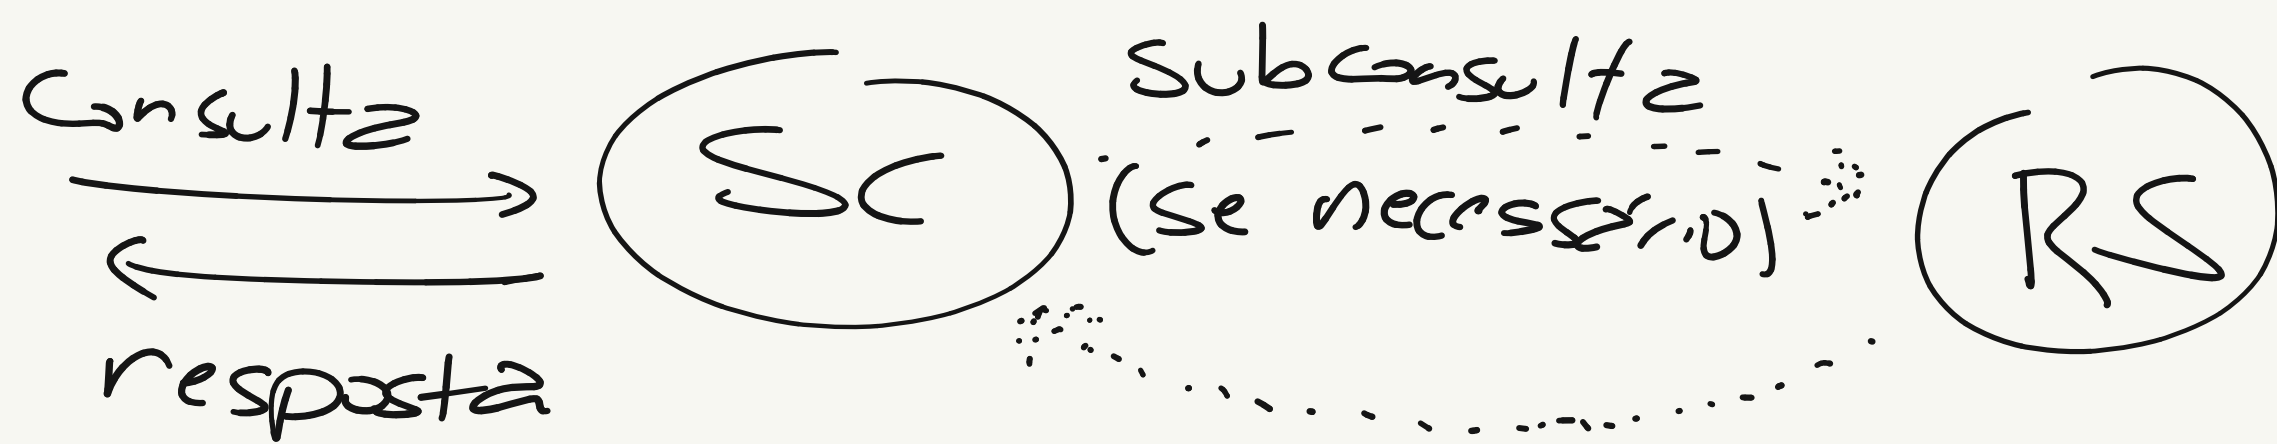 Consulta
SC
Subconsulta
(se necessário)
RS
resposta